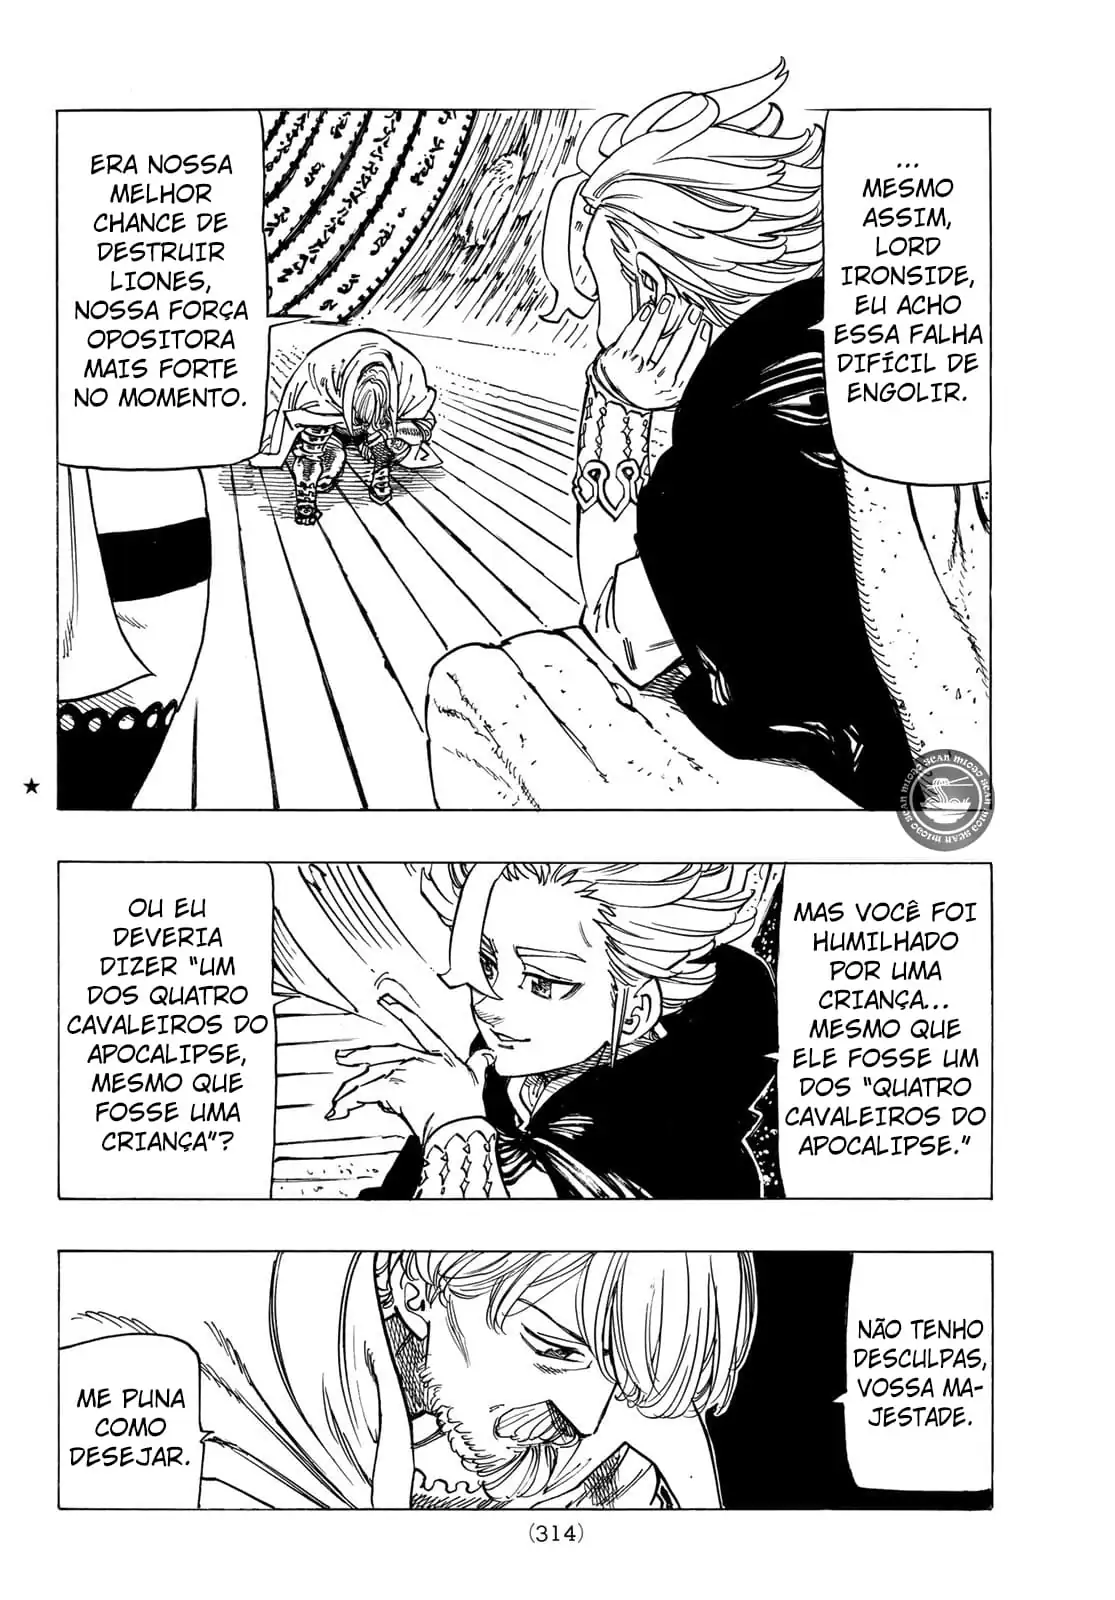 ...
MESMO
ASSIM,
LORD
IRONSIDE,
EU ACHO
ESSA FALHA
DIFÍCIL DE
ENGOLIR.
ERA NOSSA
MELHOR
CHANCE DE
DESTRUIR
LIONES,
NOSSA FORÇA
OPOSITORA
MAIS FORTE
NO MOMENTO.
MAS VOCÊ FOI
HUMILHADO
POR UMA
CRIANÇA...
MESMO QUE
ELE FOSSE UM
DOS "QUATRO
CAVALEIROS DO
APOCALIPSE."
OU EU
DEVERIA
DIZER "UM
DOS QUATRO
CAVALEIROS DO
APOCALIPSE,
MESMO QUE
FOSSE UMA
CRIANÇA"?
NÃO TENHO
DESCULPAS,
VOSSA MA-
JESTADE.
ME PUNA
COMO
DESEJAR.
(314)